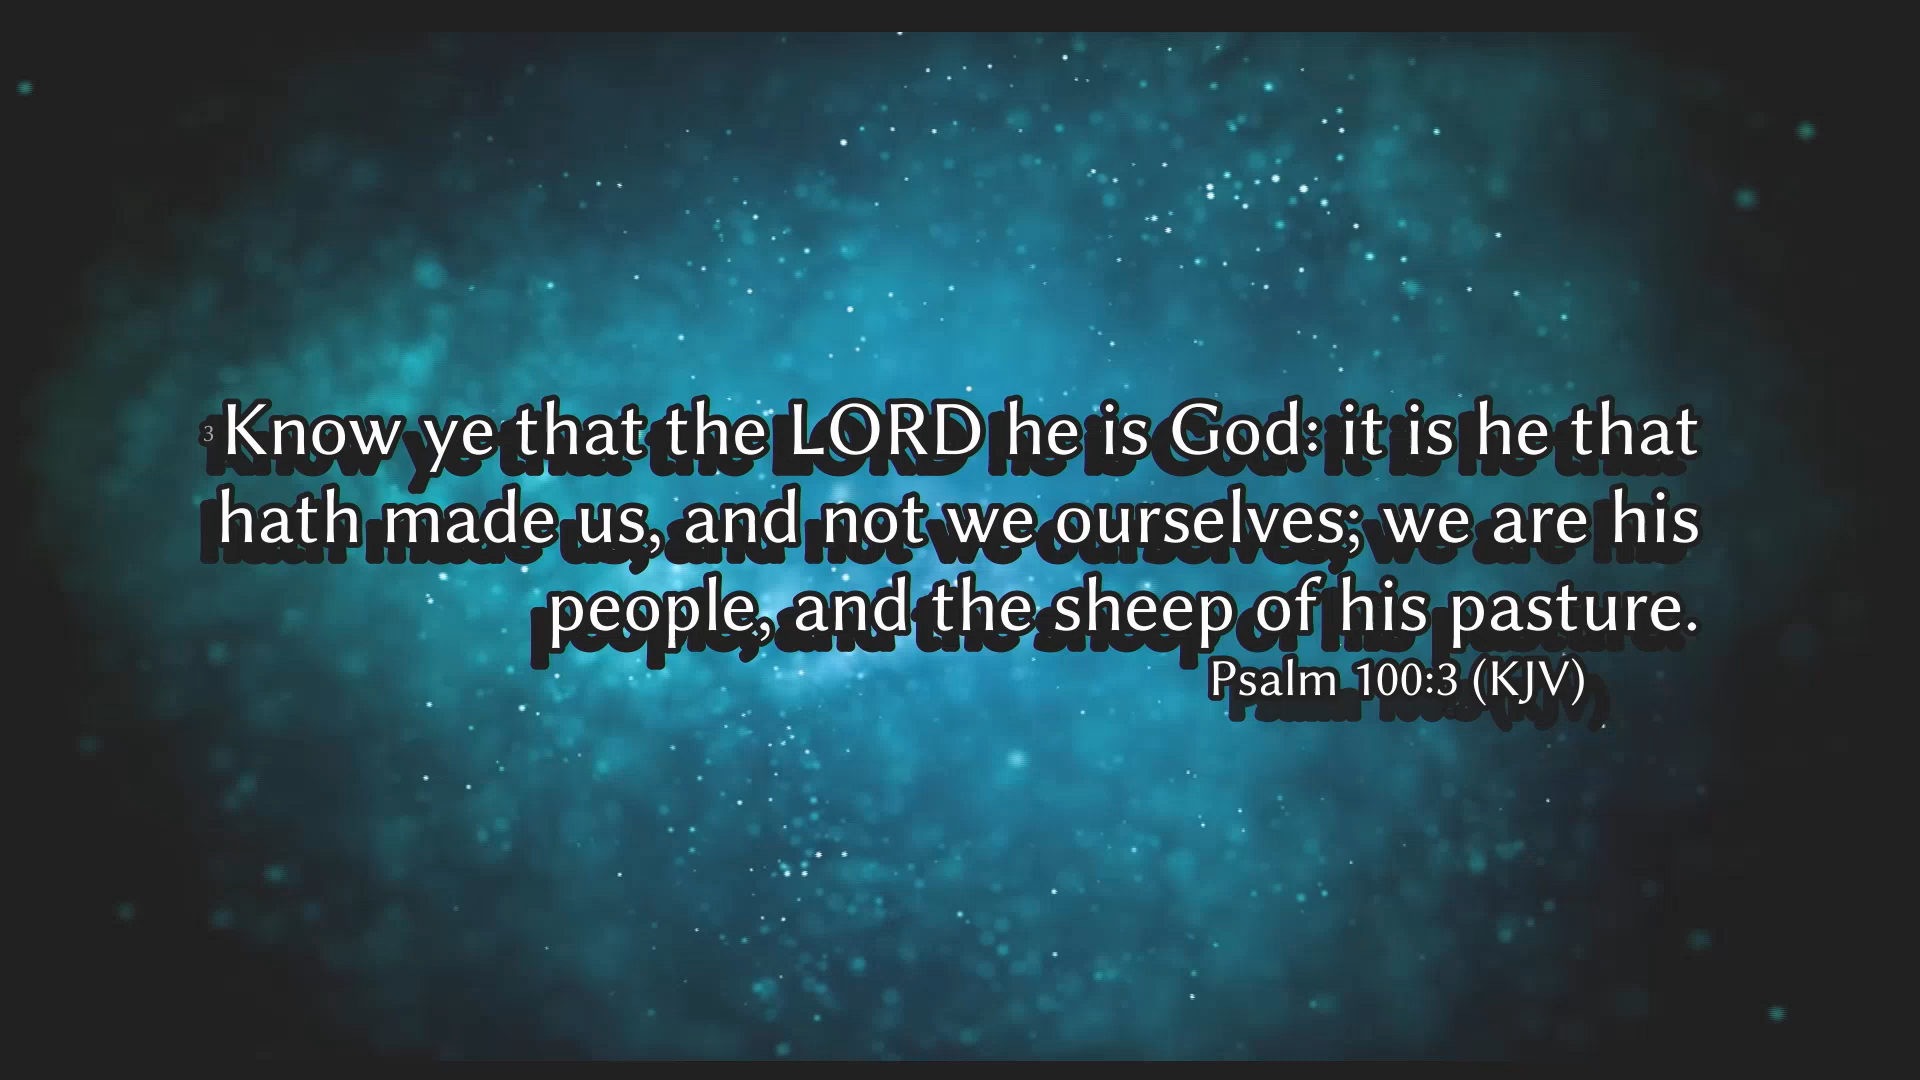 3 Know ye that the LORD he is God: it is he that
hath made us, and not we ourselves; we are his
people, and the sheep of his pasture.
Psalm 100:3 (KJV)